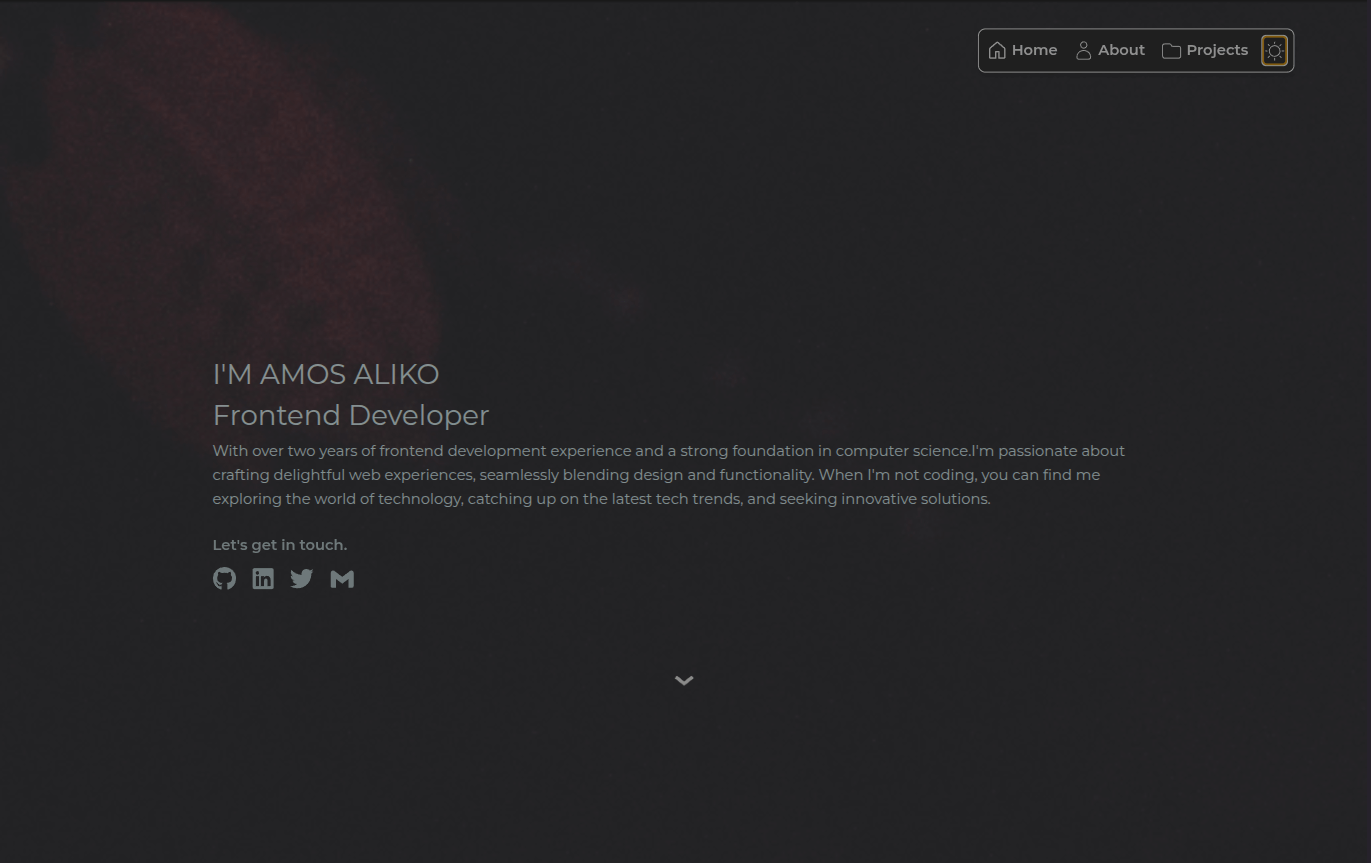 Home About Projects
I'M AMOS ALIKO
Frontend Developer
With over two years of frontend development experience and a strong foundation in computer science.I'm passionate about
crafting delightful web experiences, seamlessly blending design and functionality. When I'm not coding, you can find me
exploring the world of technology, catching up on the latest tech trends, and seeking innovative solutions.
Let's get in touch.